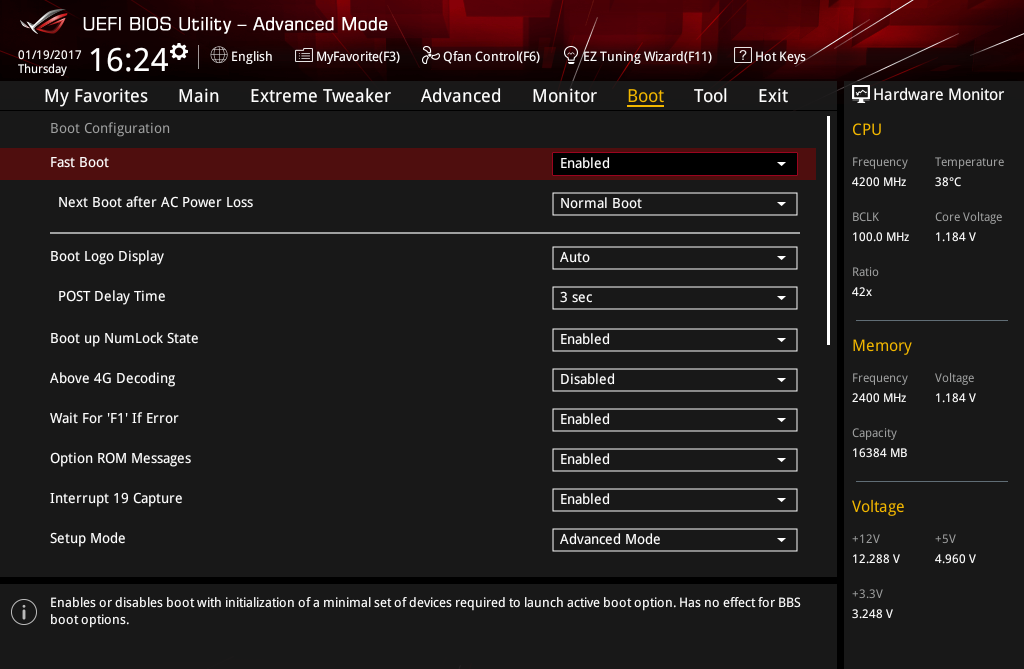 UEFI BIOS Utility – Advanced Mode
01/19/2017
Thursday
16:24
English
MyFavorite(F3)
Qfan Control(F6)
EZ Tuning Wizard(F11)
? Hot Keys
My Favorites Main Extreme Tweaker Advanced Monitor Boot Tool Exit
Boot Configuration
Fast Boot Enabled
Next Boot after AC Power Loss Normal Boot
Boot Logo Display Auto
POST Delay Time 3 sec
Boot up NumLock State Enabled
Above 4G Decoding Disabled
Wait For 'F1' If Error Enabled
Option ROM Messages Enabled
Interrupt 19 Capture Enabled
Setup Mode Advanced Mode
Enables or disables boot with initialization of a minimal set of devices required to launch active boot option. Has no effect for BBS
boot options.
Hardware Monitor
CPU
Frequency Temperature
4200 MHz 38°C
BCLK Core Voltage
100.0 MHz 1.184 V
Ratio
42x
Memory
Frequency Voltage
2400 MHz 1.184 V
Capacity
16384 MB
Voltage
+12V +5V
12.288 V 4.960 V
+3.3V
3.248 V